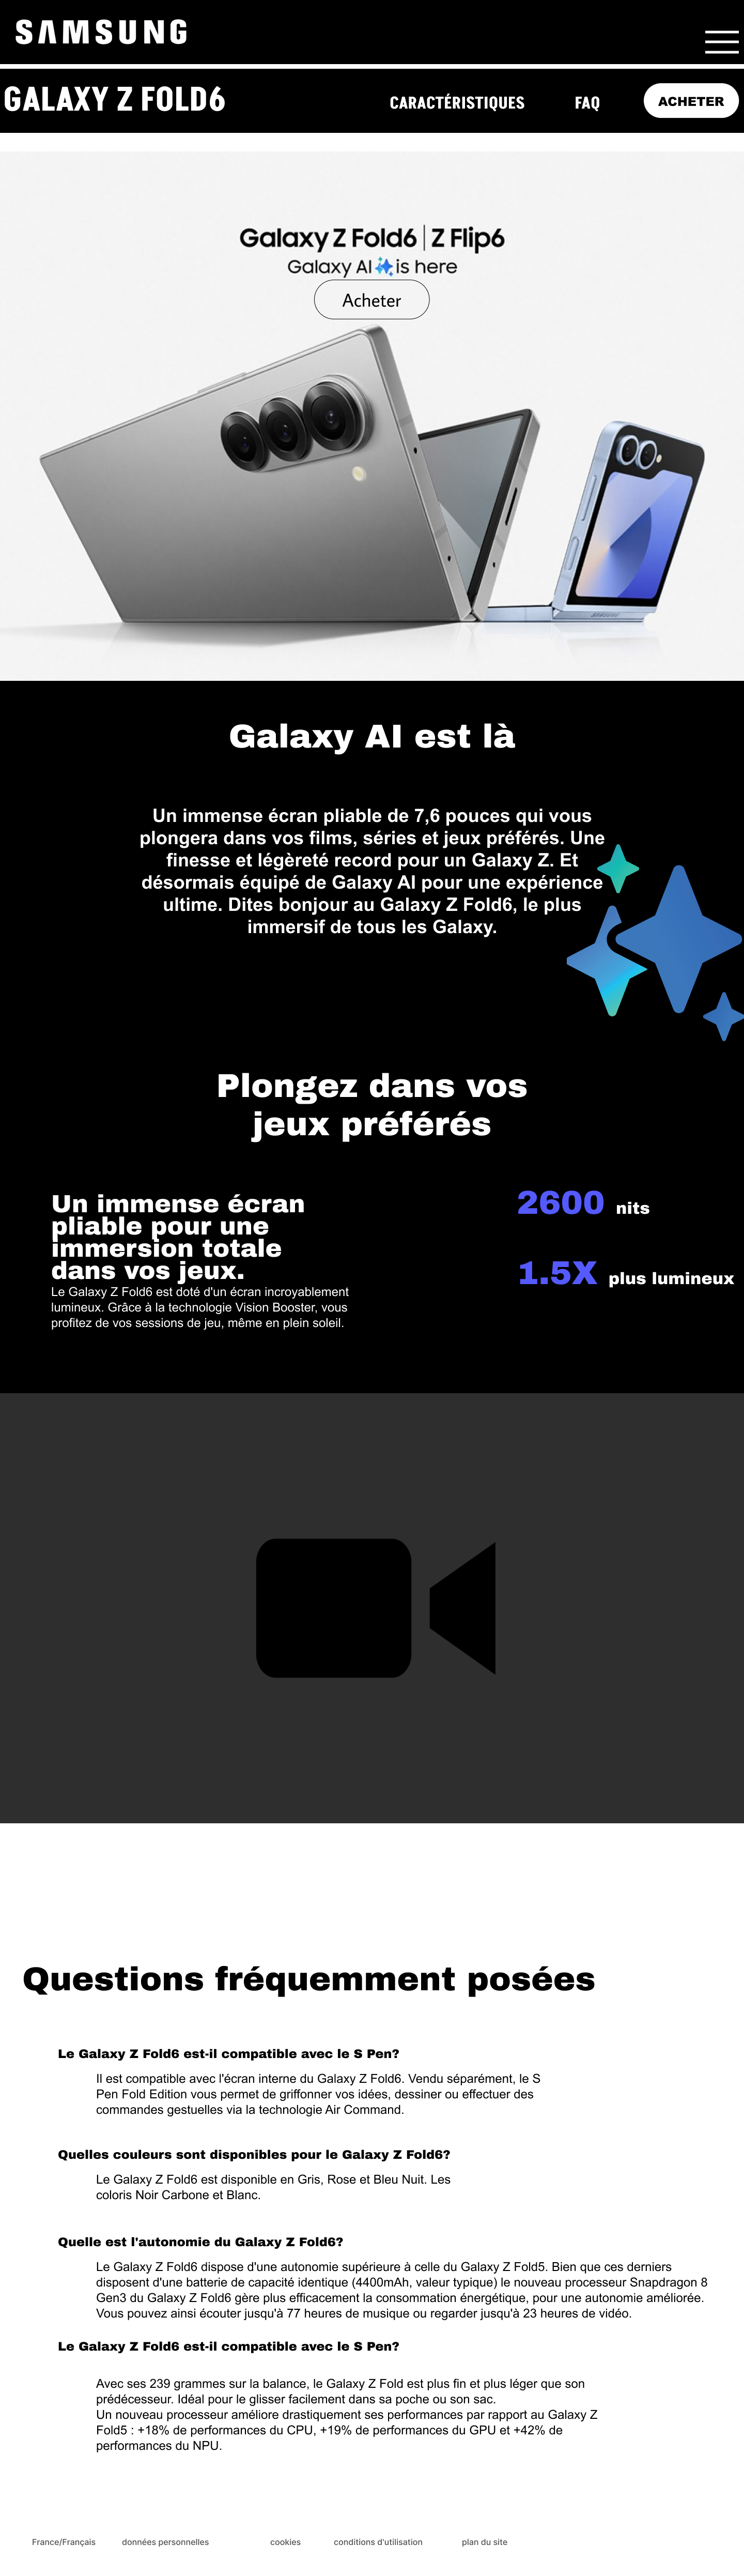 SAMSUNG
GALAXY Z FOLD6
CARACTÉRISTIQUES
FAQ
ACHETER
Galaxy Z Fold6 | Z Flip6
Galaxy AI is here
Acheter
Galaxy AI est là
Un immense écran pliable de 7,6 pouces qui vous
plongera dans vos films, séries et jeux préférés. Une
finesse et légèreté record pour un Galaxy Z. Et
désormais équipé de Galaxy AI pour une expérience
ultime. Dites bonjour au Galaxy Z Fold6, le plus
immersif de tous les Galaxy.
Plongez dans vos
jeux préférés
Un immense écran
pliable pour une
immersion totale
dans vos jeux.
Le Galaxy Z Fold6 est doté d'un écran incroyablement
lumineux. Grâce à la technologie Vision Booster, vous
profitez de vos sessions de jeu, même en plein soleil.
2600 nits
1.5X plus lumineux
Questions fréquemment posées
Le Galaxy Z Fold6 est-il compatible avec le S Pen?
Il est compatible avec l'écran interne du Galaxy Z Fold6. Vendu séparément, le S
Pen Fold Edition vous permet de griffonner vos idées, dessiner ou effectuer des
commandes gestuelles via la technologie Air Command.
Quelles couleurs sont disponibles pour le Galaxy Z Fold6?
Le Galaxy Z Fold6 est disponible en Gris, Rose et Bleu Nuit. Les
coloris Noir Carbone et Blanc.
Quelle est l'autonomie du Galaxy Z Fold6?
Le Galaxy Z Fold6 dispose d'une autonomie supérieure à celle du Galaxy Z Fold5. Bien que ces derniers
disposent d'une batterie de capacité identique (4400mAh, valeur typique) le nouveau processeur Snapdragon 8
Gen3 du Galaxy Z Fold6 gère plus efficacement la consommation énergétique, pour une autonomie améliorée.
Vous pouvez ainsi écouter jusqu'à 77 heures de musique ou regarder jusqu'à 23 heures de vidéo.
Le Galaxy Z Fold6 est-il compatible avec le S Pen?
Avec ses 239 grammes sur la balance, le Galaxy Z Fold est plus fin et plus léger que son
prédécesseur. Idéal pour le glisser facilement dans sa poche ou son sac.
Un nouveau processeur améliore drastiquement ses performances par rapport au Galaxy Z
Fold5 : +18% de performances du CPU, +19% de performances du GPU et +42% de
performances du NPU.
France/Français
données personnelles
cookies
conditions d'utilisation
plan du site